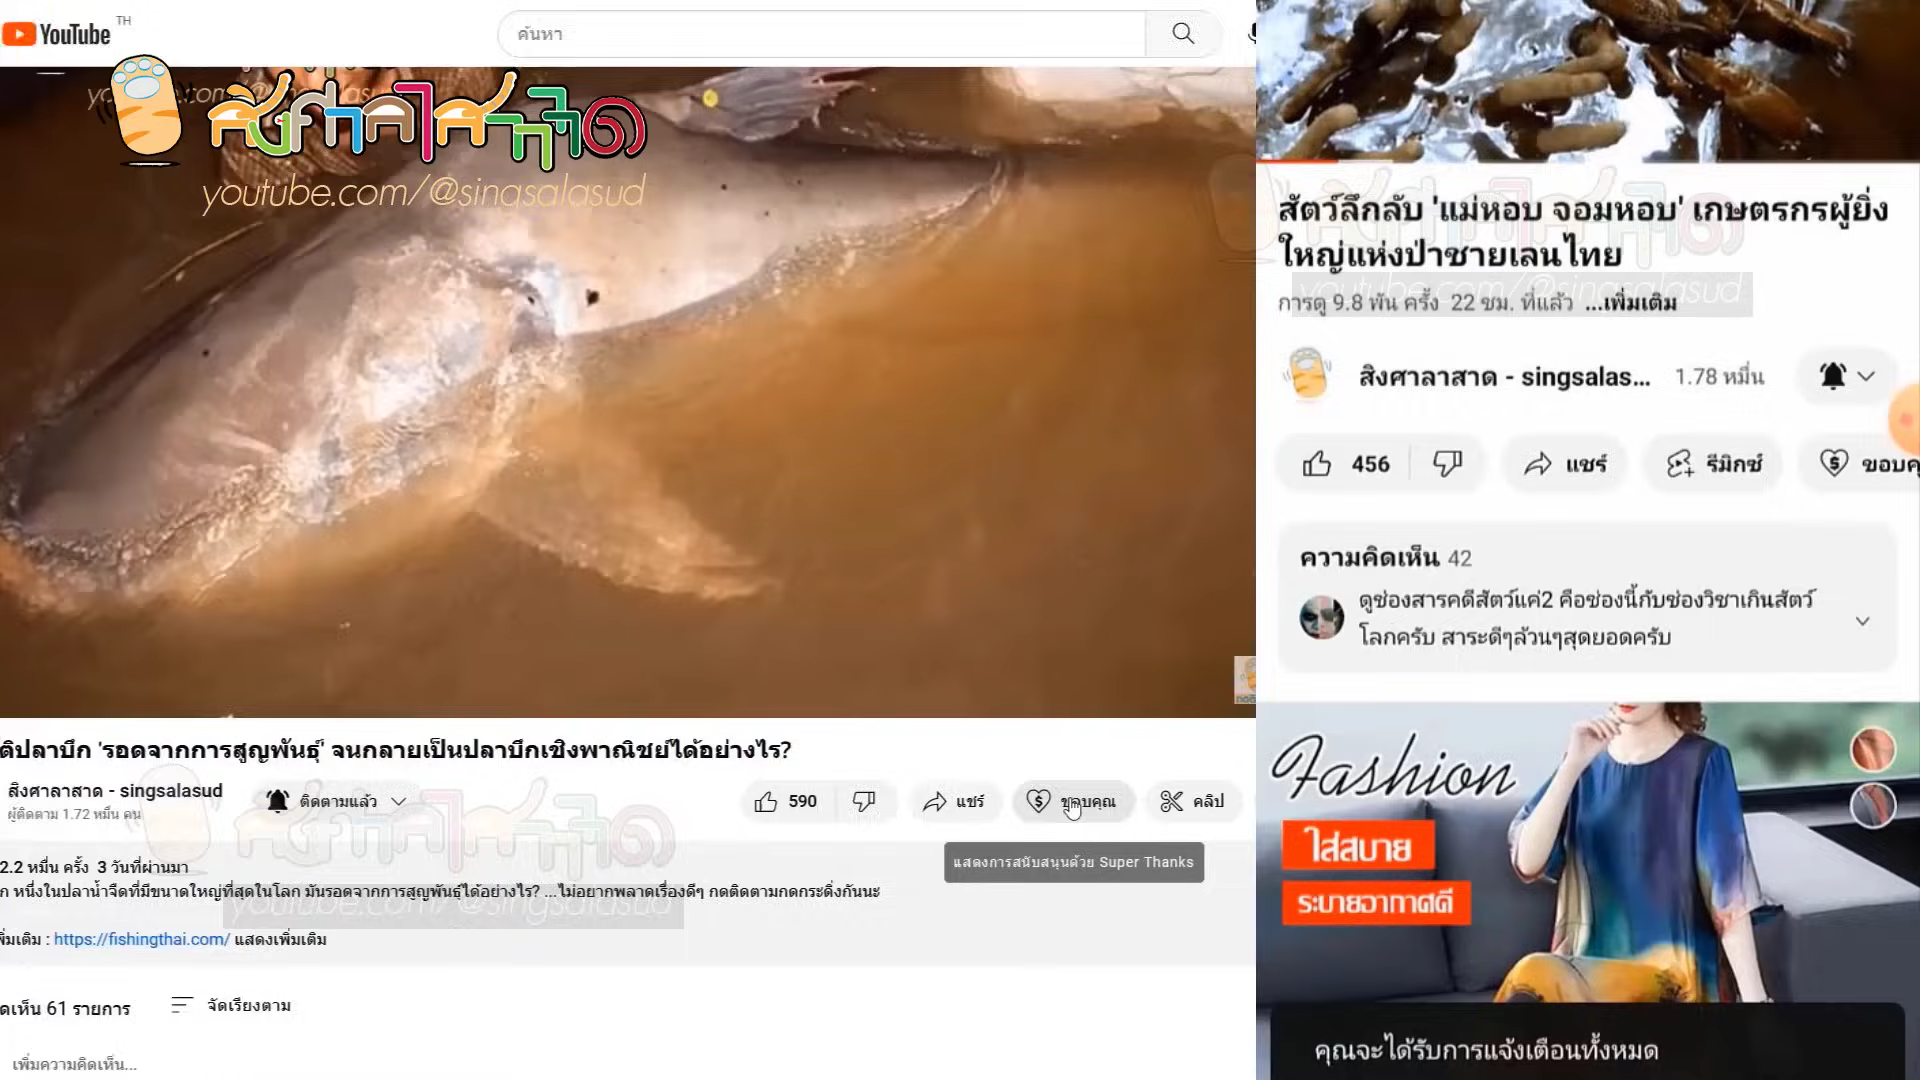 YouTube TH
ค้นหา
สิงศาลาสาด
youtube.com/@singsalasud
ติปลาบึก 'รอดจากการสูญพันธุ์' จนกลายเป็นปลาบึกเชิงพาณิชย์ได้อย่างไร?
สิงศาลาสาด - singsalasud
ผู้ติดตาม 1.72 หมื่น คน
ติดตามแล้ว
590
แชร์
ขอบคุณ
คลิป
แสดงการสนับสนุนด้วย Super Thanks
2.2 หมื่น ครั้ง 3 วันที่ผ่านมา
ก หนึ่งในปลาน้ำจืดที่มีขนาดใหญ่ที่สุดในโลก มันรอดจากการสูญพันธุ์ได้อย่างไร? ...ไม่อยากพลาดเรื่องดีๆ กดติดตามกดกระดิ่งกันนะ
youtube.com/@singsalasud
พิ่มเติม : https://fishingthai.com/ แสดงเพิ่มเติม
ดเห็น 61 รายการ
จัดเรียงตาม
เพิ่มความคิดเห็น...
สัตว์ลึกลับ 'แม่หอบ จอมหอบ' เกษตรกรผู้ยิ่ง
ใหญ่แห่งป่าชายเลนไทย
youtube.com/@singsalasud
การดู 9.8 พัน ครั้ง 22 ชม. ที่แล้ว ...เพิ่มเติม
สิงศาลาสาด - singsalas... 1.78 หมื่น
456
แชร์
รีมิกซ์
ขอบคุ
ความคิดเห็น 42
ดูช่องสารคดีสัตว์แค่2 คือช่องนี้กับช่องวิชาเกินสัตว์
โลกครับ สาระดีๆล้วนๆสุดยอดครับ
Fashion
ใส่สบาย
ระบายอากาศดี
คุณจะได้รับการแจ้งเตือนทั้งหมด